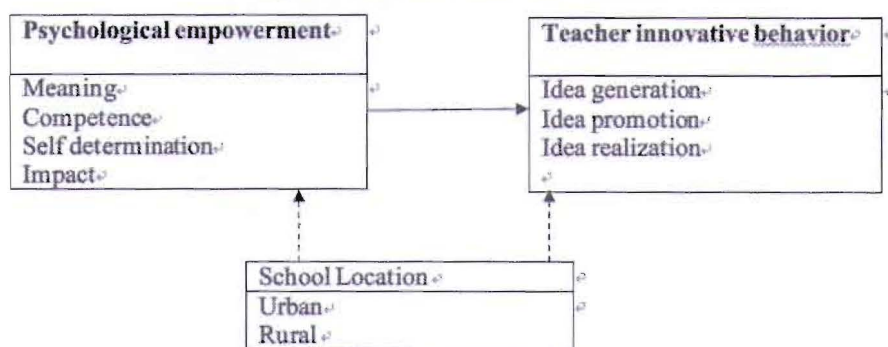 Psychological empowerment
Meaning
Competence
Self determination
Impact
Teacher innovative behavior
Idea generation
Idea promotion
Idea realization
School Location
Urban
Rural